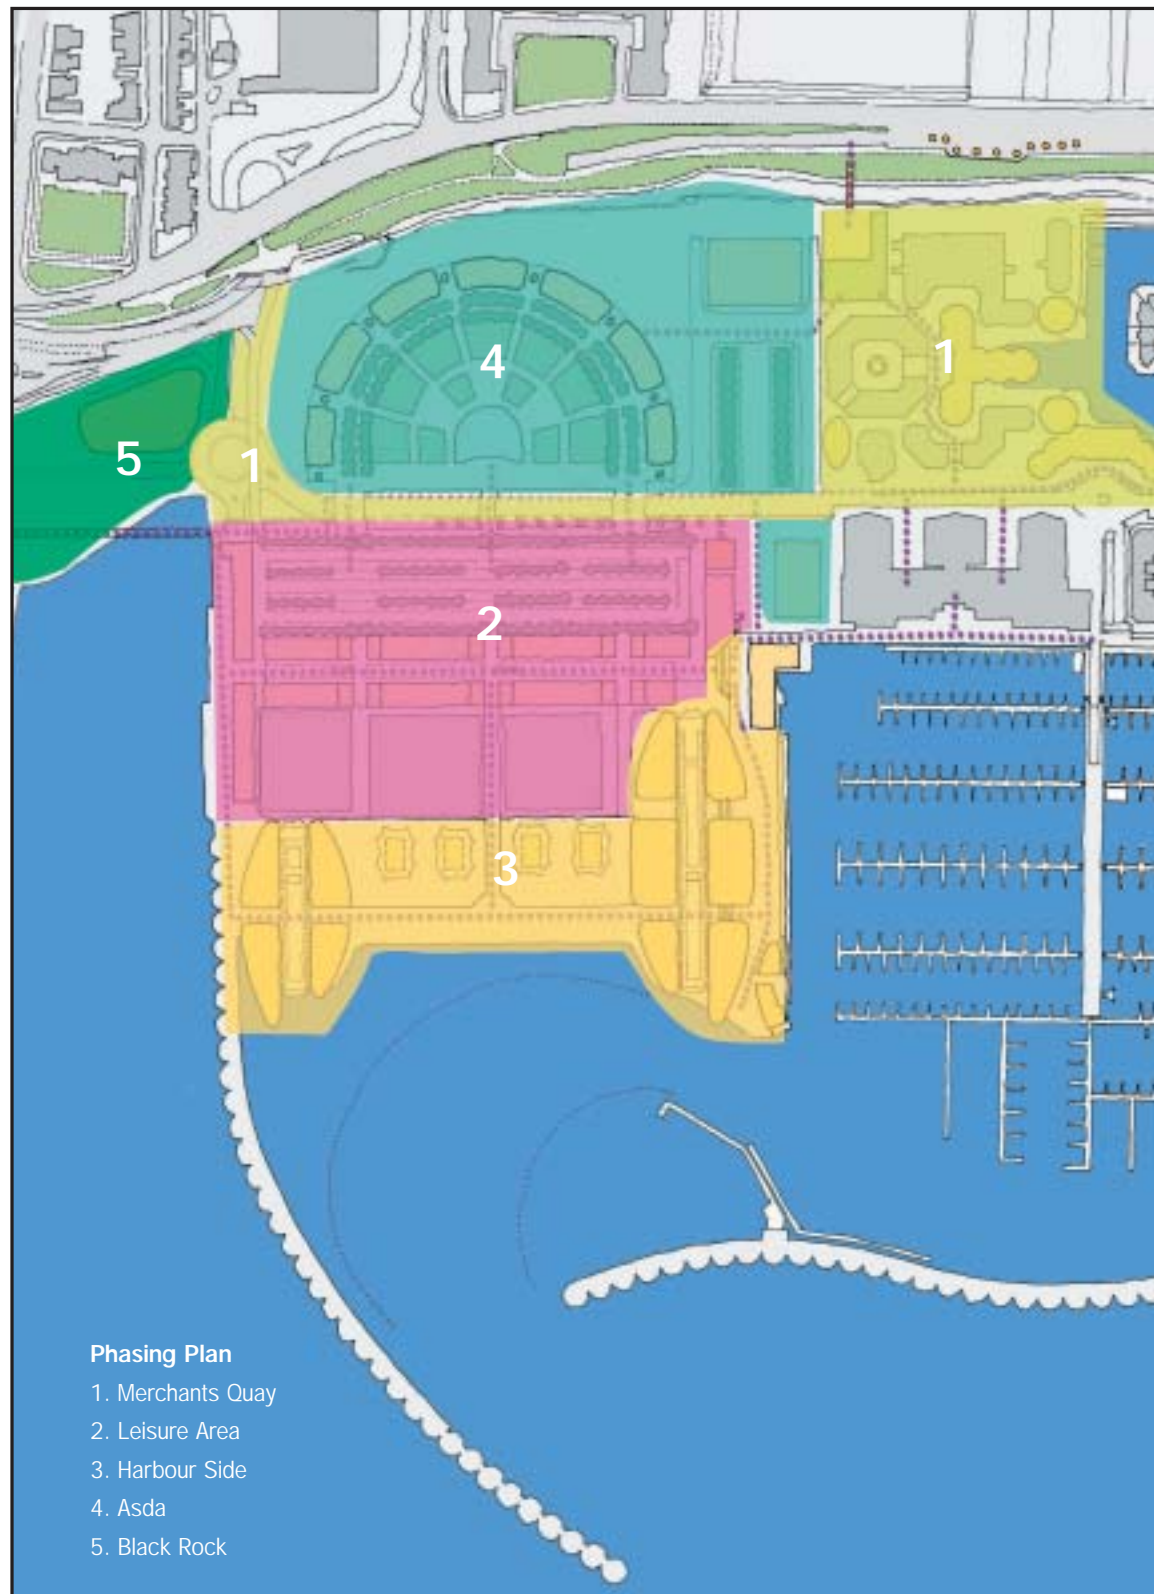 4
1
5
1
2
3
Phasing Plan
1. Merchants Quay
2. Leisure Area
3. Harbour Side
4. Asda
5. Black Rock